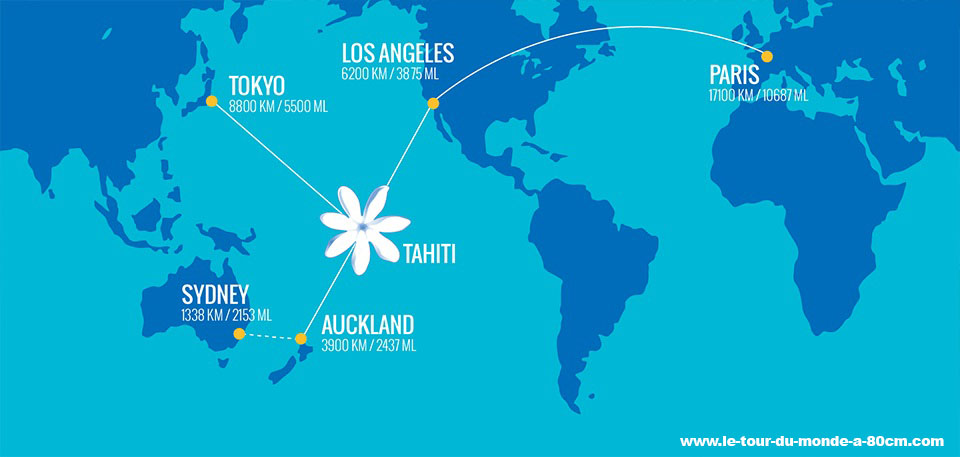 LOS ANGELES
6200 KM / 3875 ML
PARIS
17100 KM / 10687 ML
TOKYO
8800 KM / 5500 ML
TAHITI
SYDNEY
1338 KM / 2153 ML
AUCKLAND
3900 KM / 2437 ML
www.le-tour-du-monde-a-80cm.com